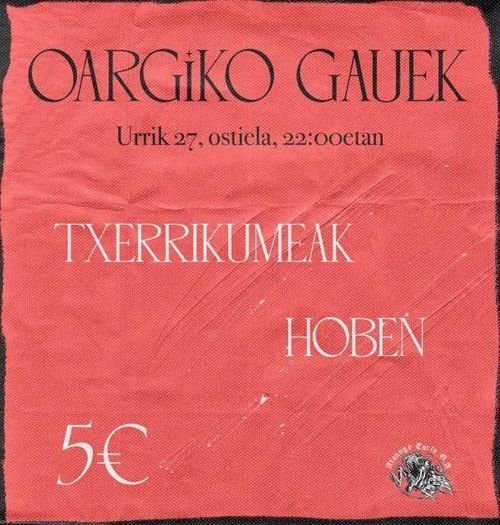 OARGiKO GAUEK
Urrik 27, ostiela, 22:00etan
TXERRIKUMEAK
HOBEN
5€